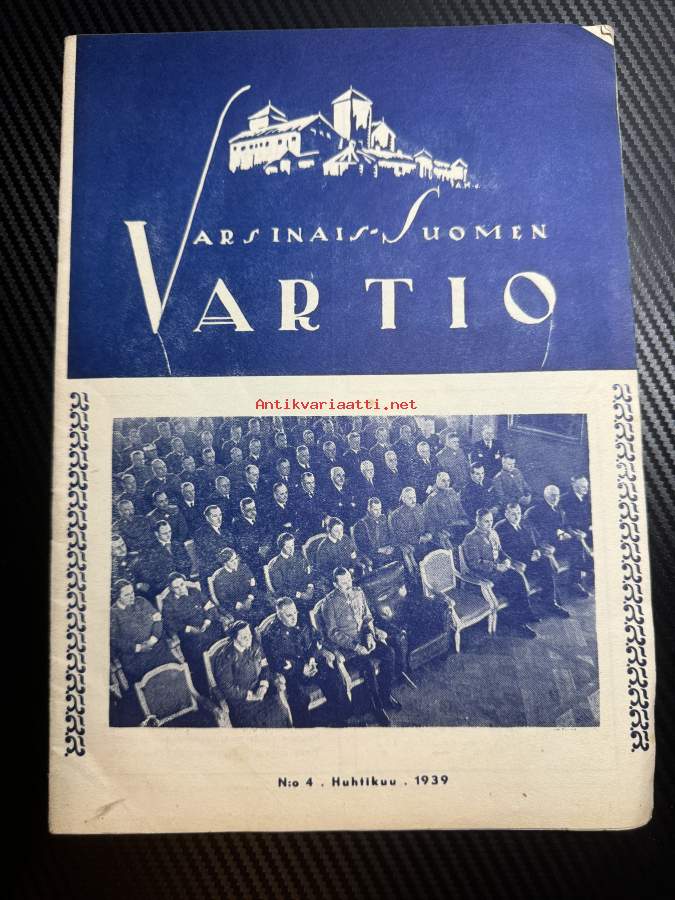 VARSINAIS-SUOMEN
VARTIO
Antikvariaatti.net
N:o 4 . Huhtikuu . 1939